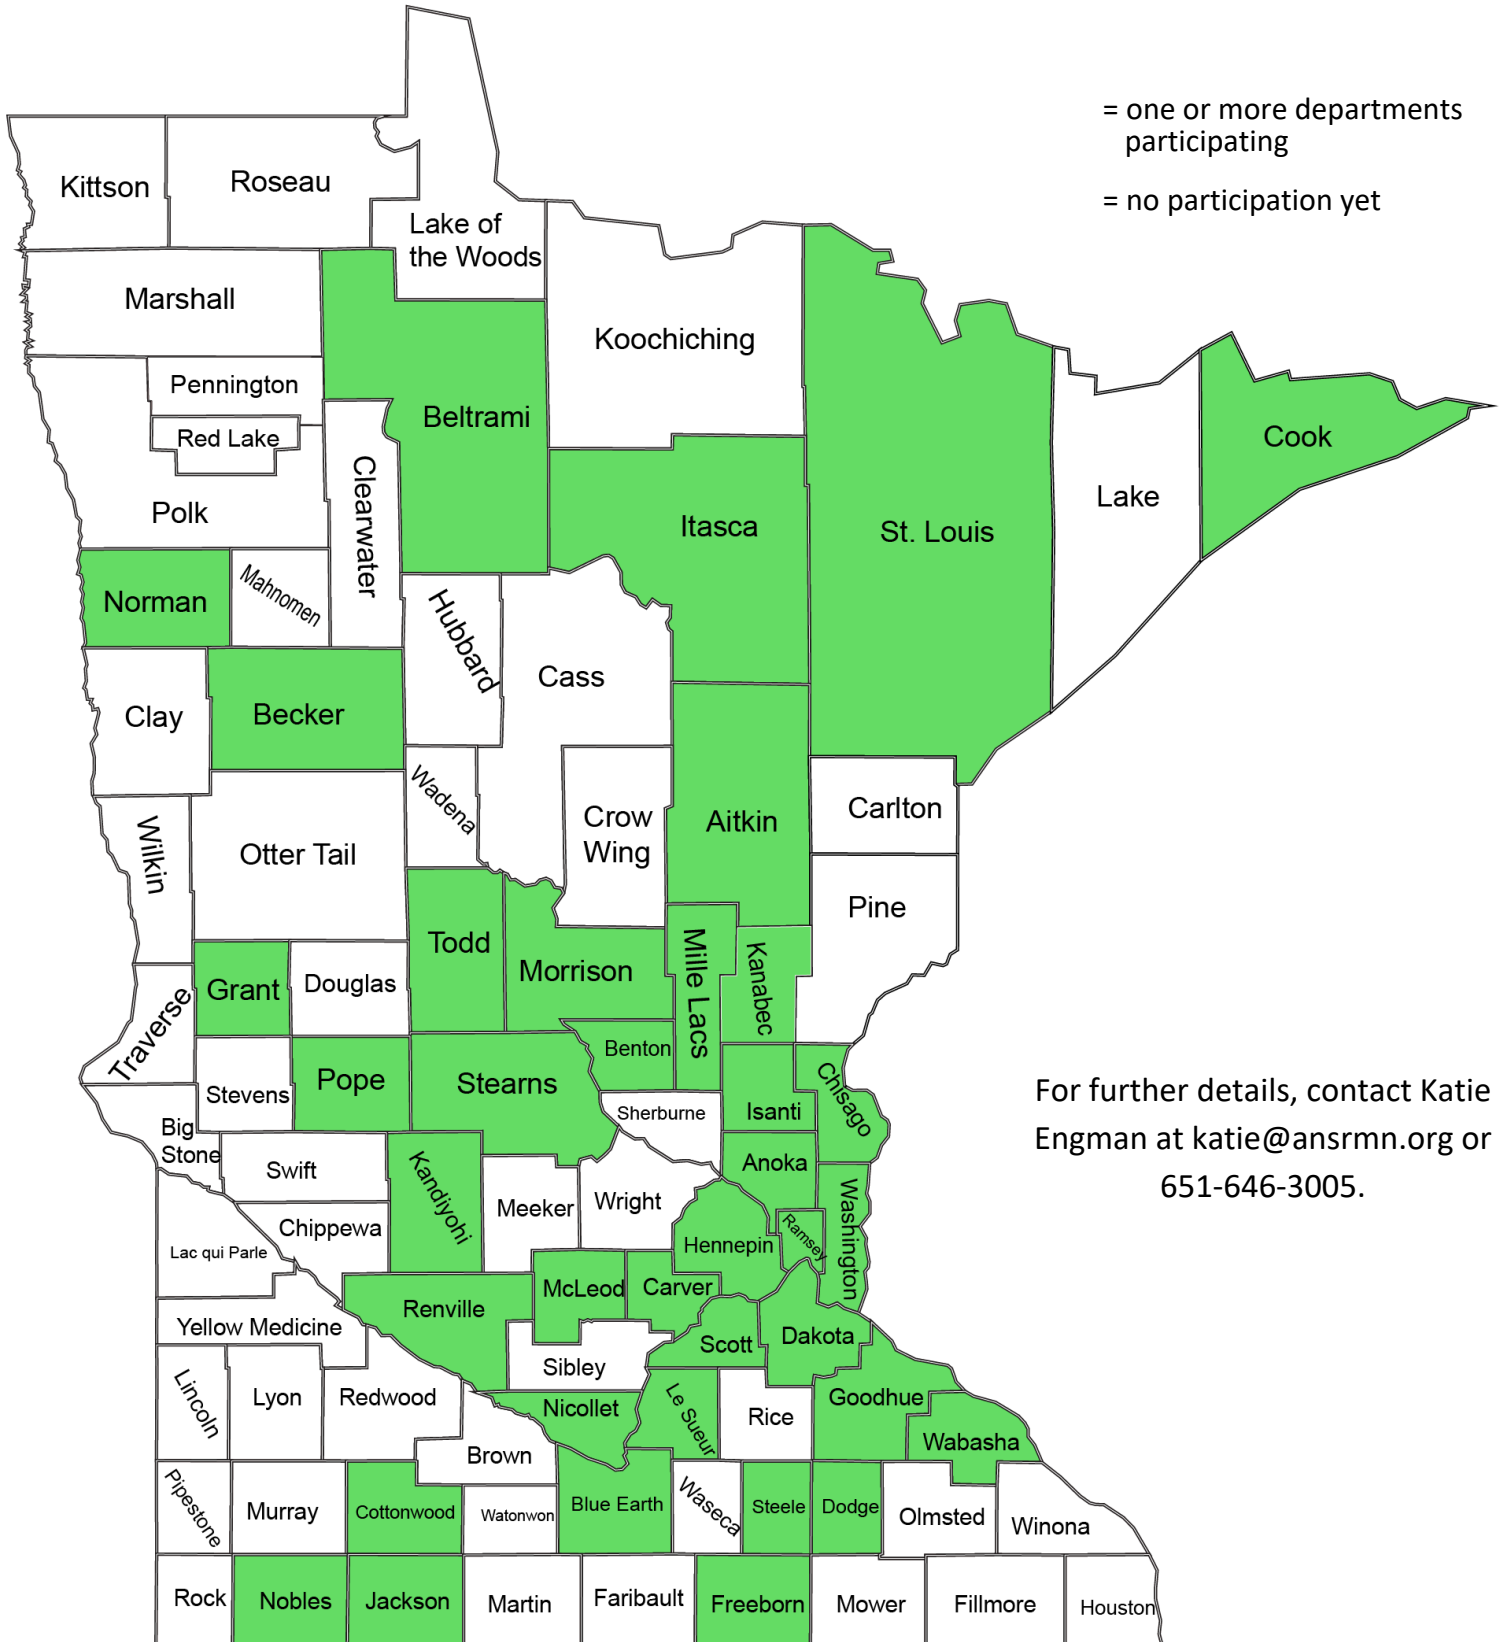 = one or more departments
participating
= no participation yet
Kittson
Roseau
Lake of
the Woods
Marshall
Koochiching
Pennington
Red Lake
Beltrami
Cook
Clearwater
Lake
Polk
Itasca
St. Louis
Norman
Mahnomen
Hubbard
Cass
Clay
Becker
Wadena
Crow
Wing
Aitkin
Carlton
Wilkin
Otter Tail
Pine
Todd
Morrison
Mille Lacs
Kanabec
Grant
Douglas
Traverse
Benton
Stevens
Pope
Stearns
Sherburne
Isanti
Chisago
For further details, contact Katie
Engman at katie@ansrmn.org or
651-646-3005.
Big
Stone
Swift
Kandiyohi
Meeker
Wright
Anoka
Washington
Ramsey
Hennepin
Chippewa
Lac qui Parle
McLeod
Carver
Renville
Yellow Medicine
Scott
Dakota
Sibley
Lincoln
Lyon
Redwood
Nicollet
Le Sueur
Rice
Goodhue
Wabasha
Brown
Pipestone
Murray
Cottonwood
Watonwon
Blue Earth
Waseca
Steele
Dodge
Olmsted
Winona
Rock
Nobles
Jackson
Martin
Faribault
Freeborn
Mower
Fillmore
Houston